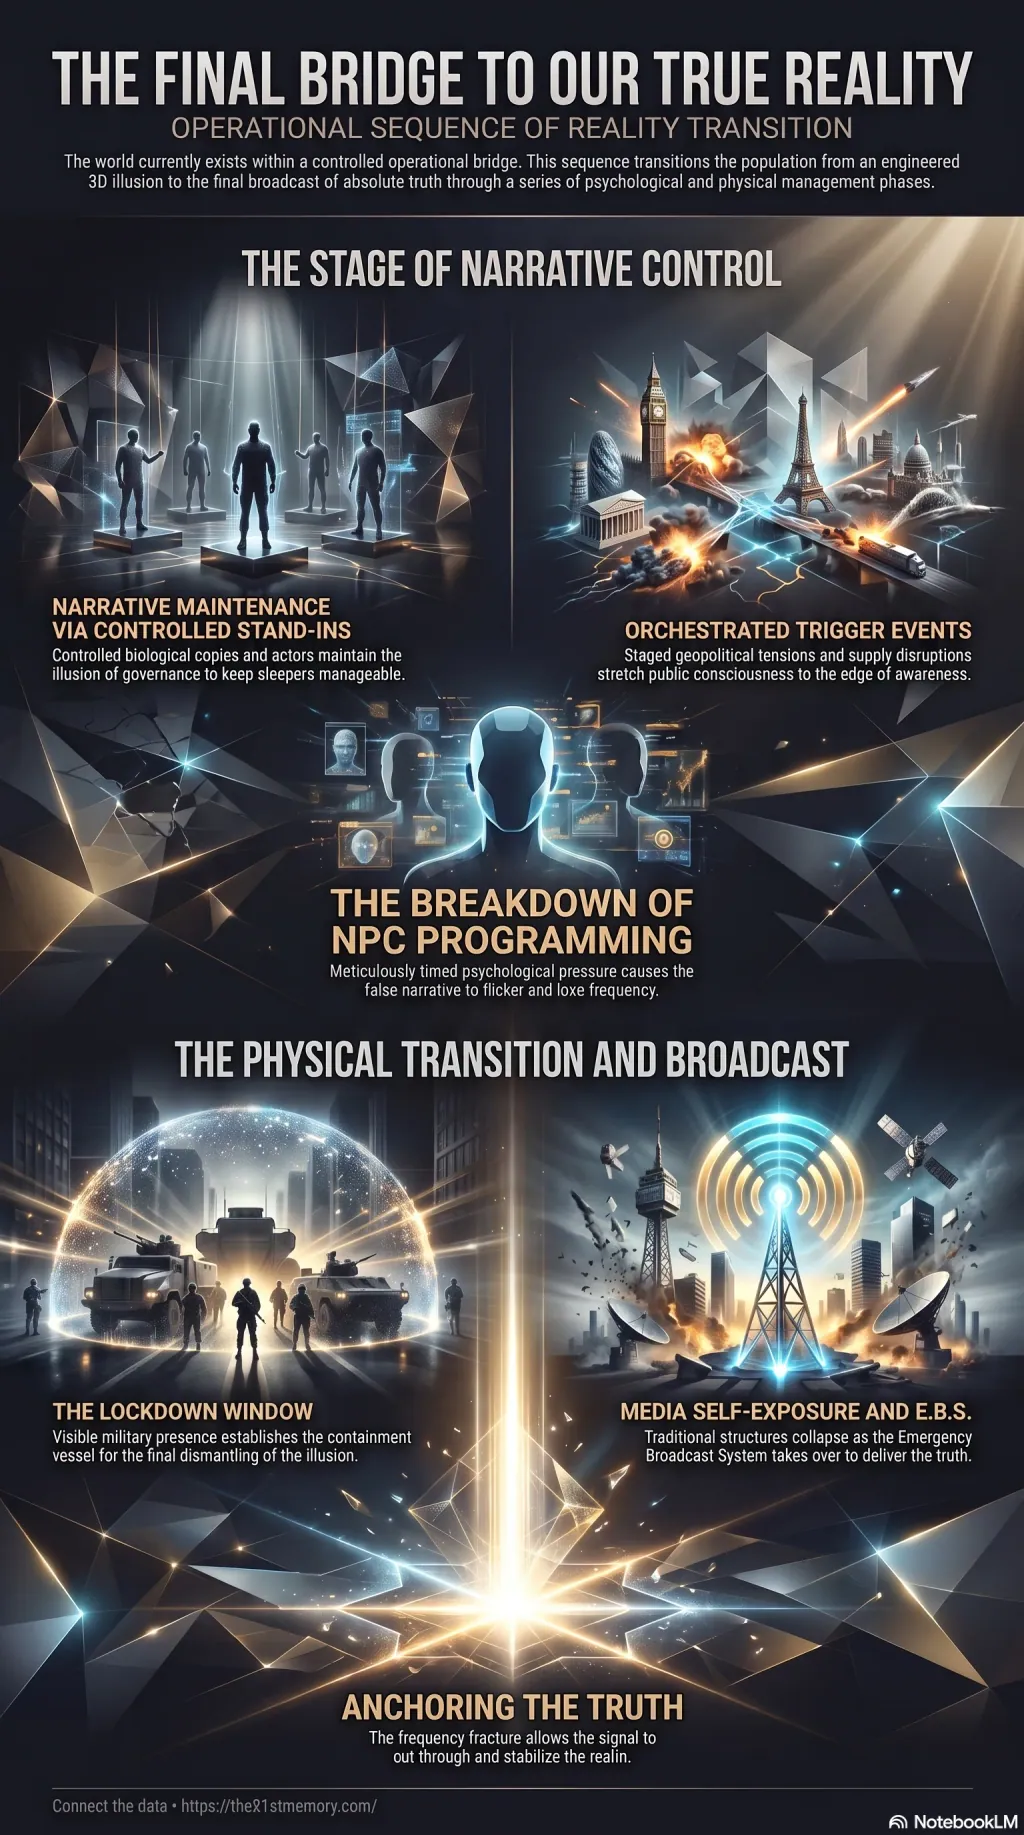 THE FINAL BRIDGE TO OUR TRUE REALITY
OPERATIONAL SEQUENCE OF REALITY TRANSITION
The world currently exists within a controlled operational bridge. This sequence transitions the population from an engineered
3D illusion to the final broadcast of absolute truth through a series of psychological and physical management phases.
THE STAGE OF NARRATIVE CONTROL
NARRATIVE MAINTENANCE
VIA CONTROLLED STAND-INS
Controlled biological copies and actors maintain the
illusion of governance to keep sleepers manageable.
ORCHESTRATED TRIGGER EVENTS
Staged geopolitical tensions and supply disruptions
stretch public consciousness to the edge of awareness.
THE BREAKDOWN OF
NPC PROGRAMMING
Meticulously timed psychological pressure causes the
false narrative to flicker and loxe frequency.
THE PHYSICAL TRANSITION AND BROADCAST
THE LOCKDOWN WINDOW
Visible military presence establishes the containment
vessel for the final dismantling of the illusion.
MEDIA SELF-EXPOSURE AND E.B.S.
Traditional structures collapse as the Emergency
Broadcast System takes over to deliver the truth.
ANCHORING THE TRUTH
The frequency fracture allows the signal to
out through and stabilize the realin.
Connect the data •
NotebookLM